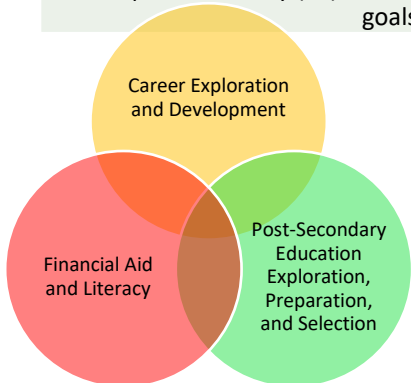 goals
Career Exploration
and Development
Financial Aid
and Literacy
Post-Secondary
Education
Exploration,
Preparation,
and Selection